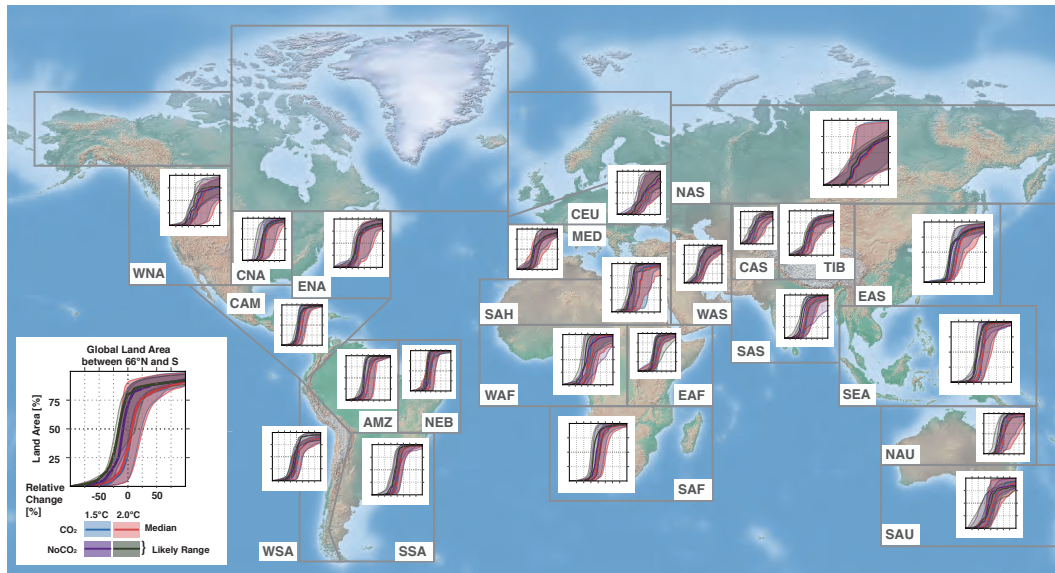 NAS
CEU
MED
WNA
CNA
ENA
CAS
TIB
CAM
SAH
WAS
EAS
SAS
WAF
EAF
SEA
AMZ
NEB
NAU
SAF
WSA
SSA
SAU
Global Land Area
between 66°N and S
Land Area [%]
75
50
25
Relative
Change
[%]
-50
0
50
1.5°C
2.0°C
CO₂
Median
NoCO₂
} Likely Range